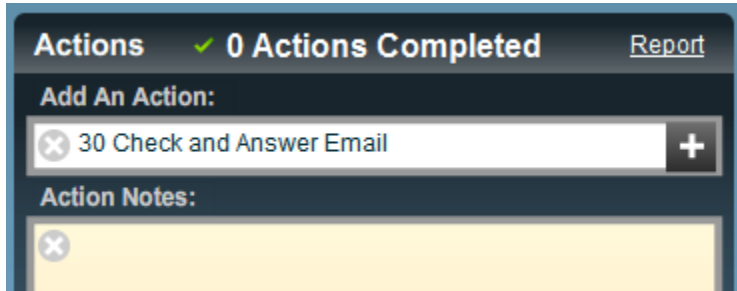 Actions 0 Actions Completed Report
Add An Action:
30 Check and Answer Email
Action Notes: